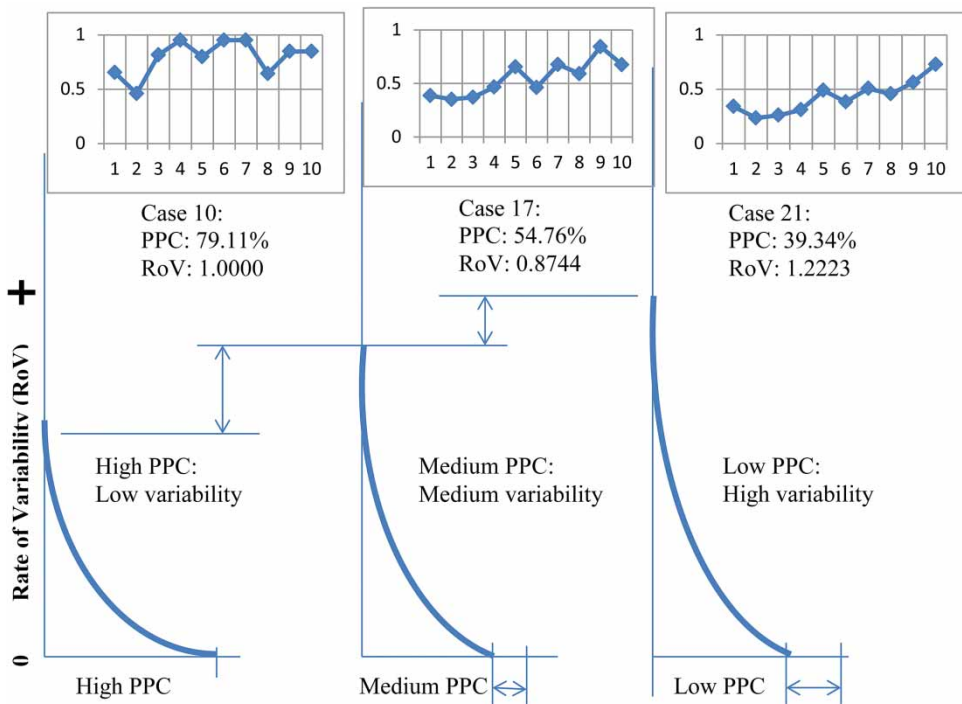 1
0.5
0
1 2 3 4 5 6 7 8 9 10
1
0.5
0
1 2 3 4 5 6 7 8 9 10
1
0.5
0
1 2 3 4 5 6 7 8 9 10
Case 10:
PPC: 79.11%
RoV: 1.0000
Case 17:
PPC: 54.76%
RoV: 0.8744
Case 21:
PPC: 39.34%
RoV: 1.2223
+
Rate of Variability (RoV)
0
High PPC:
Low variability
Medium PPC:
Medium variability
Low PPC:
High variability
High PPC
Medium PPC
Low PPC